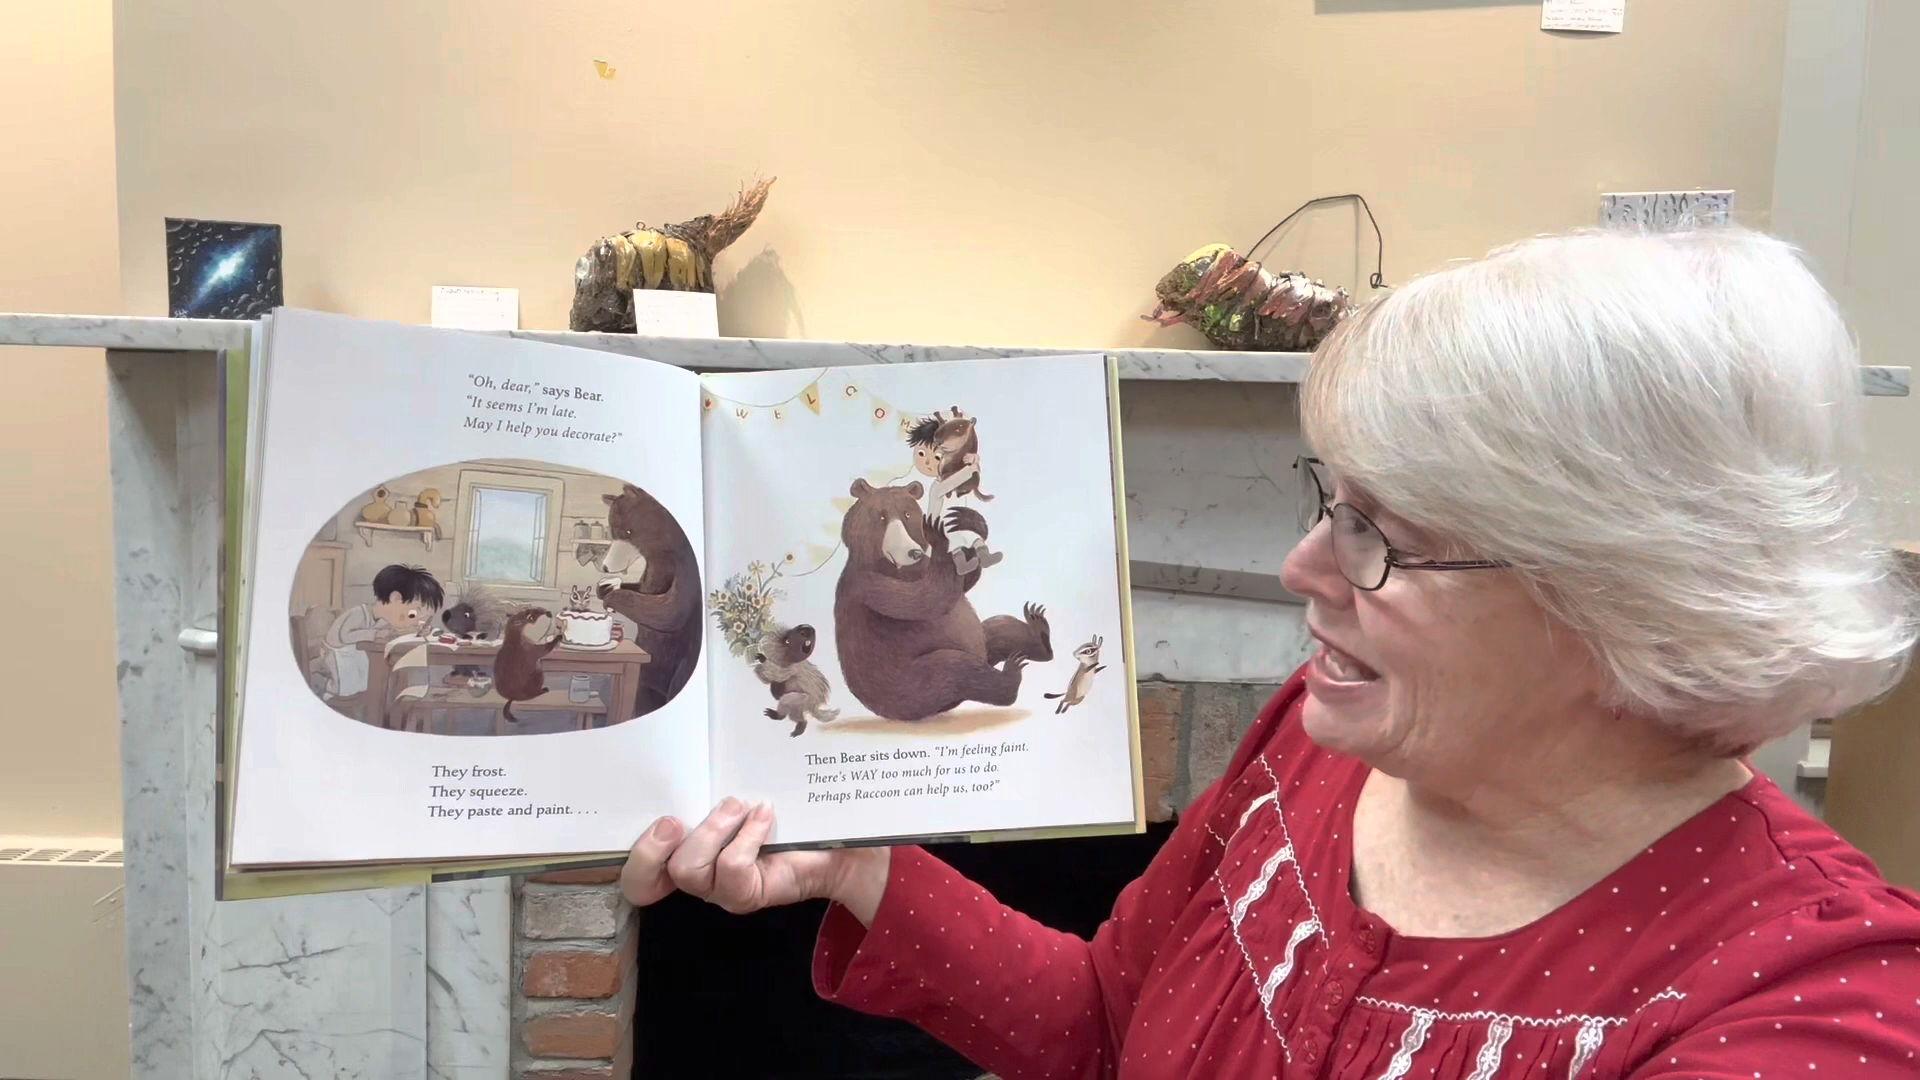 "Oh, dear," says Bear.
"It seems I'm late.
May I help you decorate?"
They frost.
They squeeze.
They paste and paint. . . .
WELCOM
Then Bear sits down. "I'm feeling faint.
There's WAY too much for us to do.
Perhaps Raccoon can help us, too?"